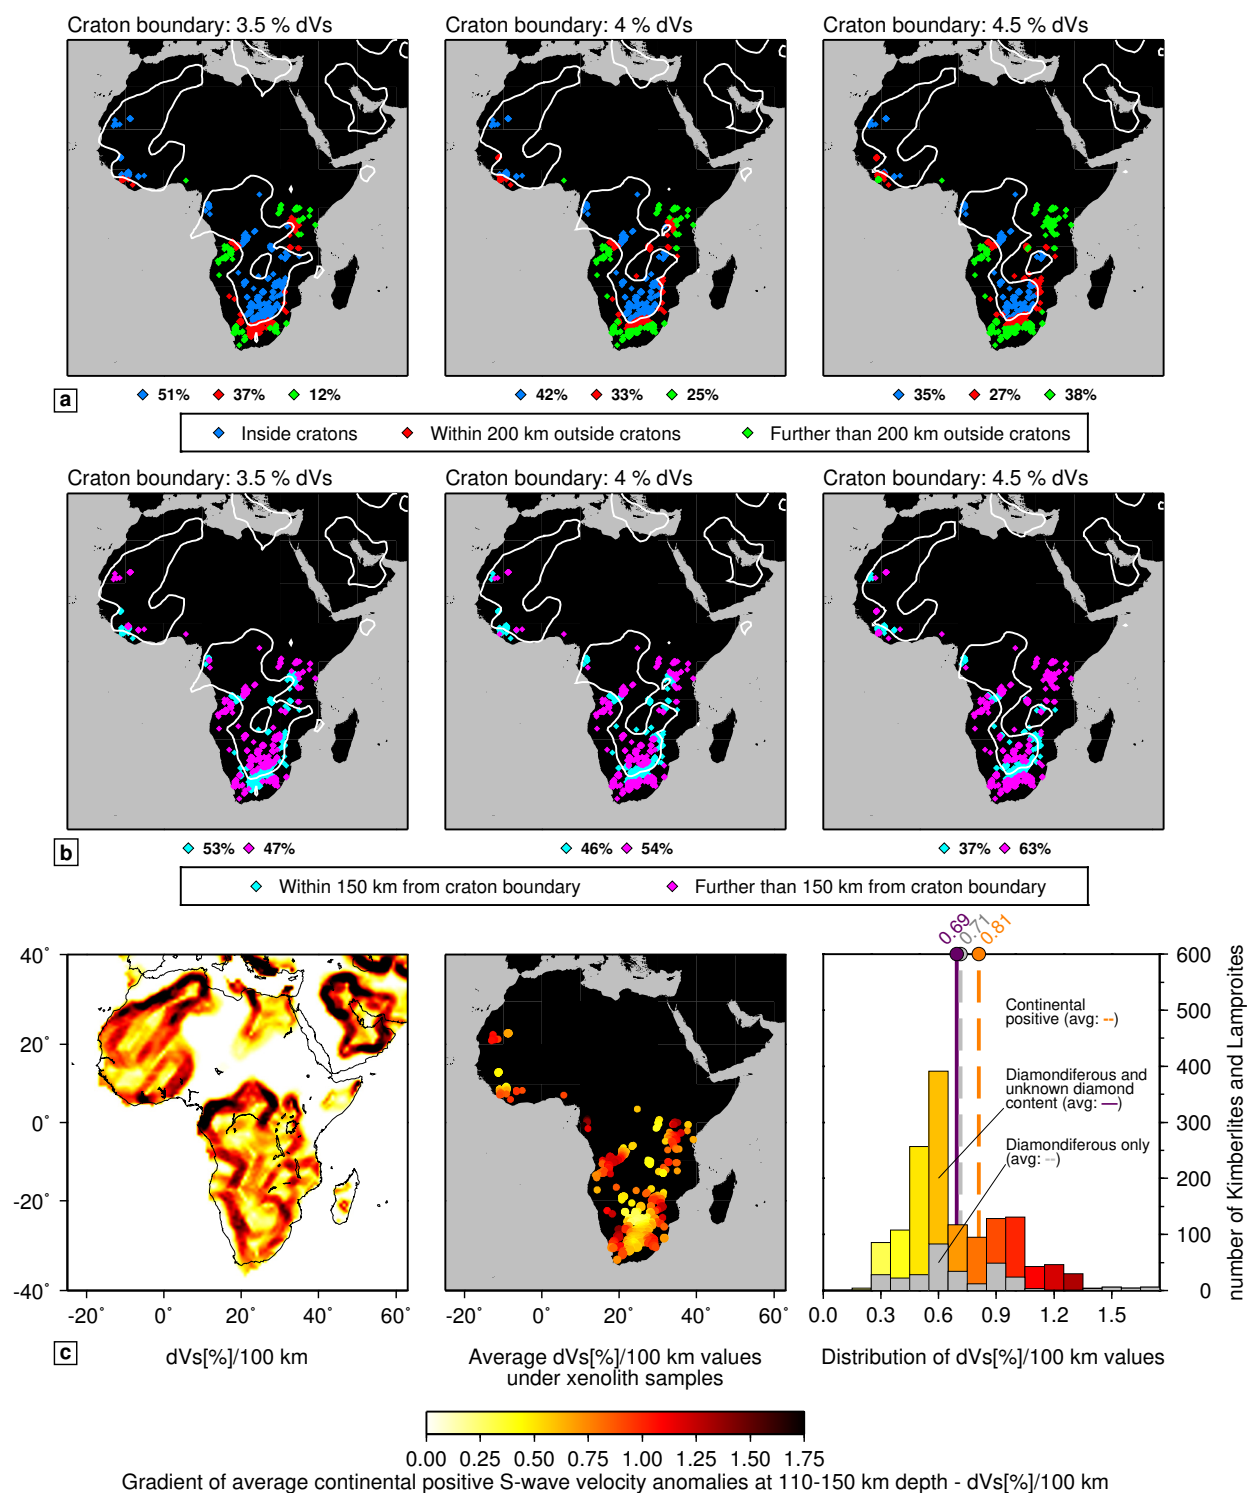 Craton boundary: 3.5 % dVs
Craton boundary: 4 % dVs
Craton boundary: 4.5 % dVs
a
51% 37% 12%
42% 33% 25%
35% 27% 38%
Inside cratons
Within 200 km outside cratons
Further than 200 km outside cratons
Craton boundary: 3.5 % dVs
Craton boundary: 4 % dVs
Craton boundary: 4.5 % dVs
b
53% 47%
46% 54%
37% 63%
Within 150 km from craton boundary
Further than 150 km from craton boundary
40˚
20˚
0˚
-20˚
-40˚
-20˚ 0˚ 20˚ 40˚ 60˚
-20˚ 0˚ 20˚ 40˚ 60˚
0.69
0.71
0.81
Continental
positive (avg: --)
Diamondiferous and
unknown diamond
content (avg: —)
Diamondiferous only
(avg: --)
600
500
400
300
200
100
0
number of Kimberlites and Lamproites
0.0 0.3 0.6 0.9 1.2 1.5
c
dVs[%]/100 km
Average dVs[%]/100 km values
under xenolith samples
Distribution of dVs[%]/100 km values
0.00 0.25 0.50 0.75 1.00 1.25 1.50 1.75
Gradient of average continental positive S-wave velocity anomalies at 110-150 km depth - dVs[%]/100 km